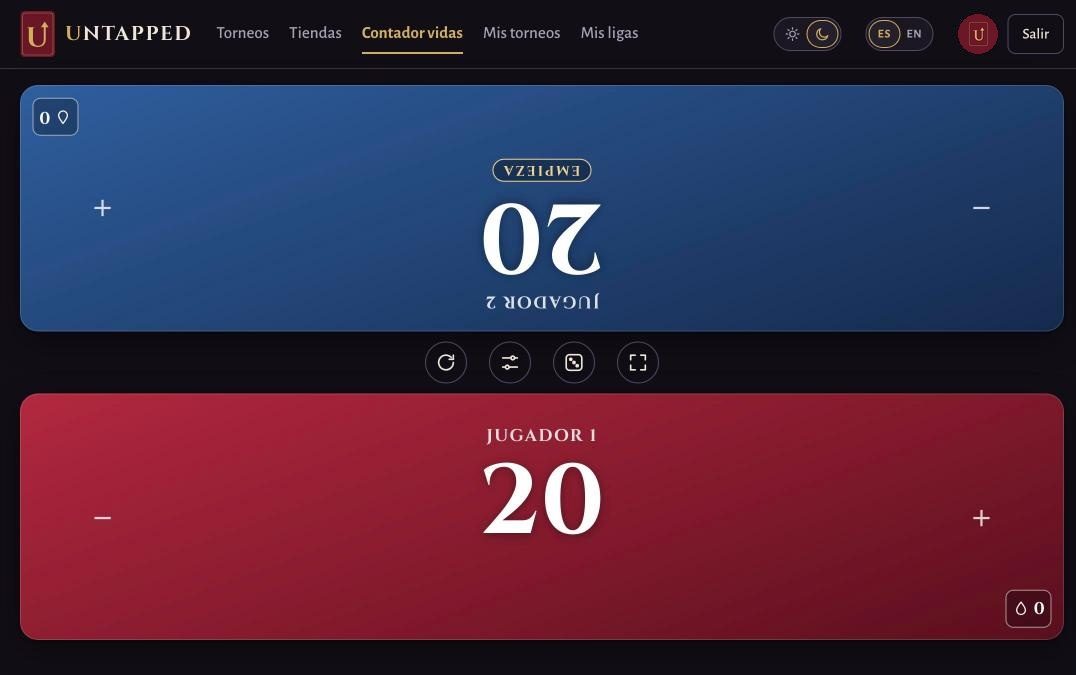 U UNTAPPED Torneos Tiendas Contador vidas Mis torneos Mis ligas ES EN U Salir
0
EMPIEZA
20
JUGADOR 2
JUGADOR 1
20
0